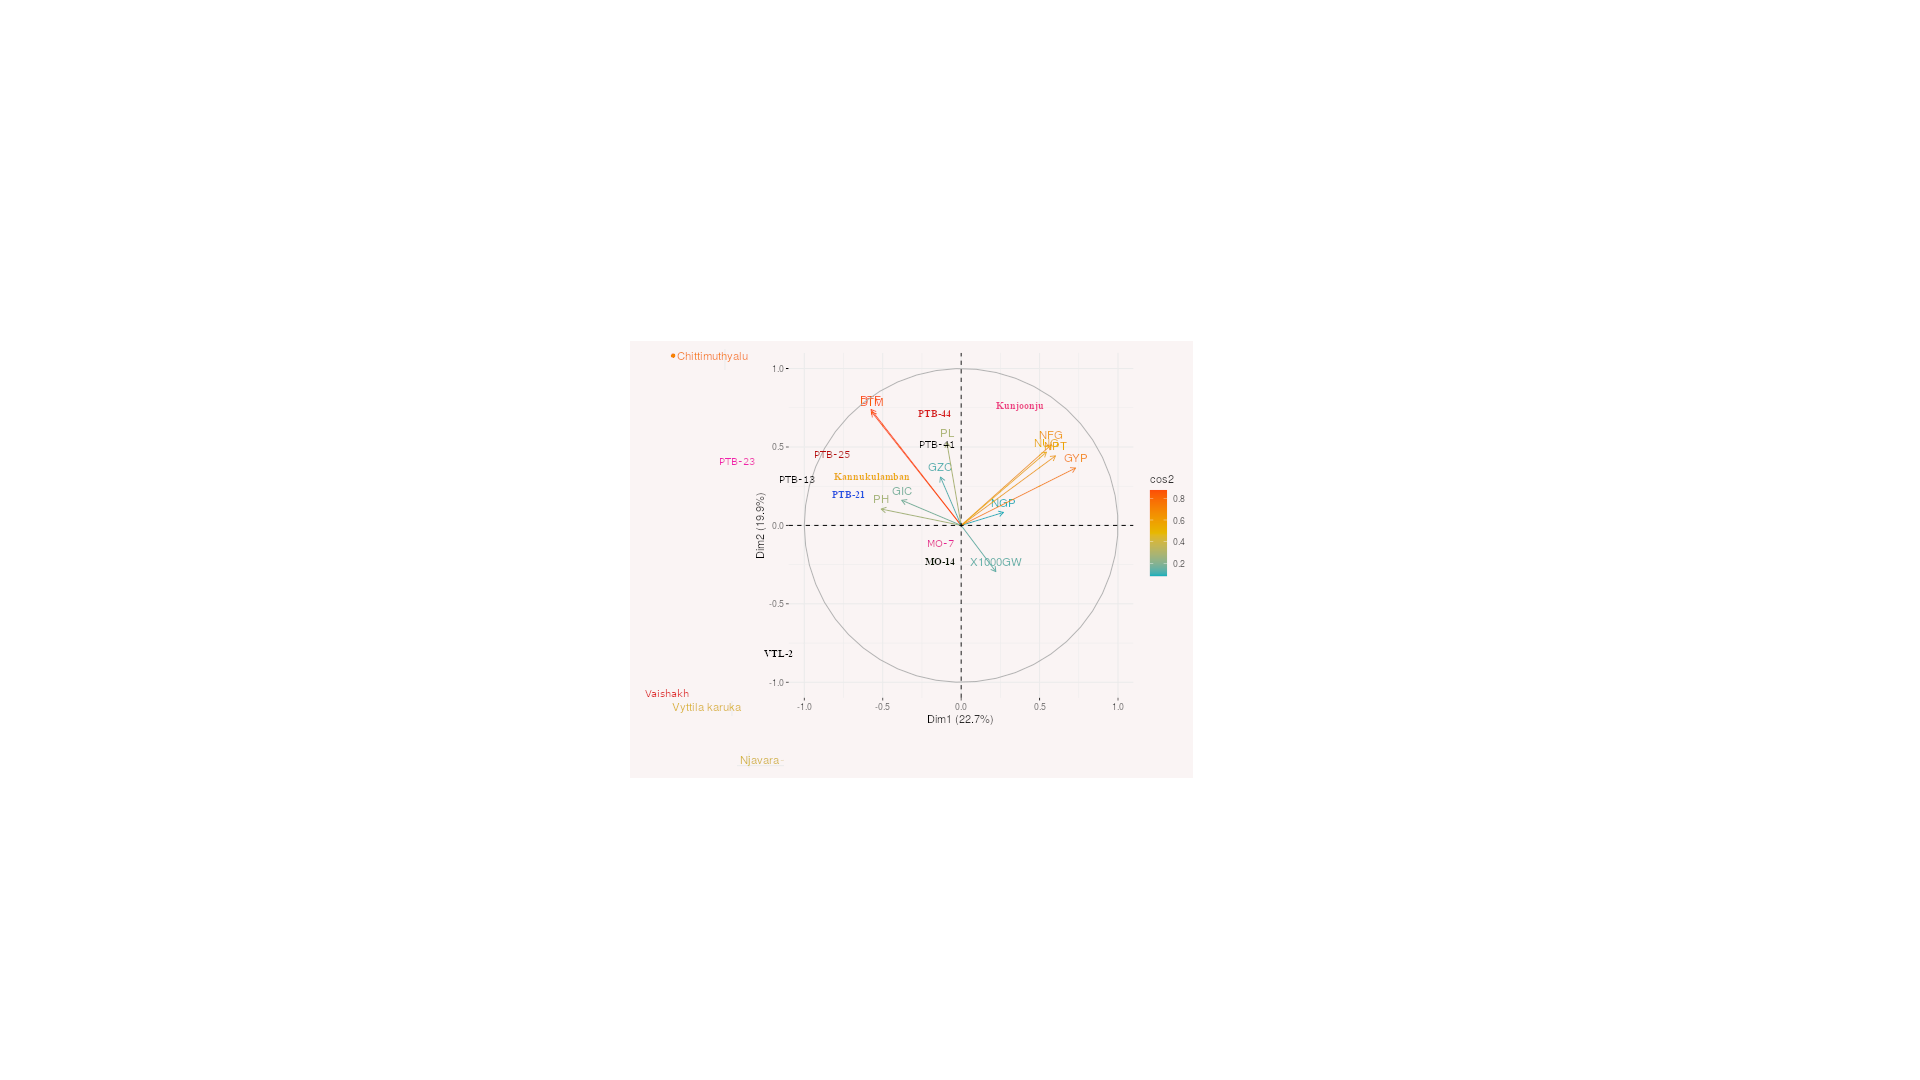 Chittimuthyalu
1.0
DTM
PTB-44
Kunjoonju
PL
NFG
PTB-41
0.5
NPT
PTB-25
GYP
PTB-23
GZC
Kannukulamban
PTB-13
cos2
PTB-21
GIC
PH
NGP
0.8
0.6
0.4
0.2
0.0
Dim2 (19.9%)
MO-7
MO-14
X1000GW
-0.5
VTL-2
-1.0
Vaishakh
Vyttila karuka
-1.0
-0.5
0.0
0.5
1.0
Dim1 (22.7%)
Njavara